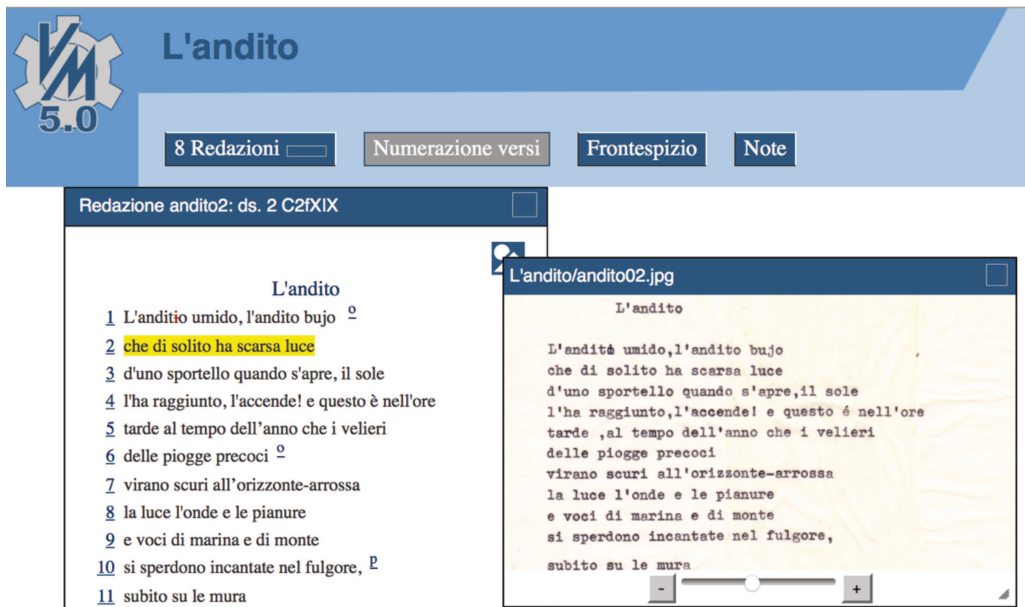 VM
5.0
L'andito
8 Redazioni
Numerazione versi
Frontespizio
Note
Redazione andito2: ds. 2 C2fXIX
L'andito
1 L'anditio umido, l'andito bujo o
2 che di solito ha scarsa luce
3 d'uno sportello quando s'apre, il sole
4 l'ha raggiunto, l'accende! e questo è nell'ore
5 tarde al tempo dell'anno che i velieri
6 delle piogge precoci o
7 virano scuri all'orizzonte-arrossa
8 la luce l'onde e le pianure
9 e voci di marina e di monte
10 si sperdono incantate nel fulgore, p
11 subito su le mura
L'andito/andito02.jpg
L'andito
L'andito umido,l'andito bujo
che di solito ha scarsa luce
d'uno sportello quando s'apre,il sole
l'ha raggiunto,l'accende! e questo é nell'ore
tarde ,al tempo dell'anno che i velieri
delle piogge precoci
virano scuri all'orizzonte-arrossa
la luce l'onde e le pianure
e voci di marina e di monte
si sperdono incantate nel fulgore,
subito su le mura
- +